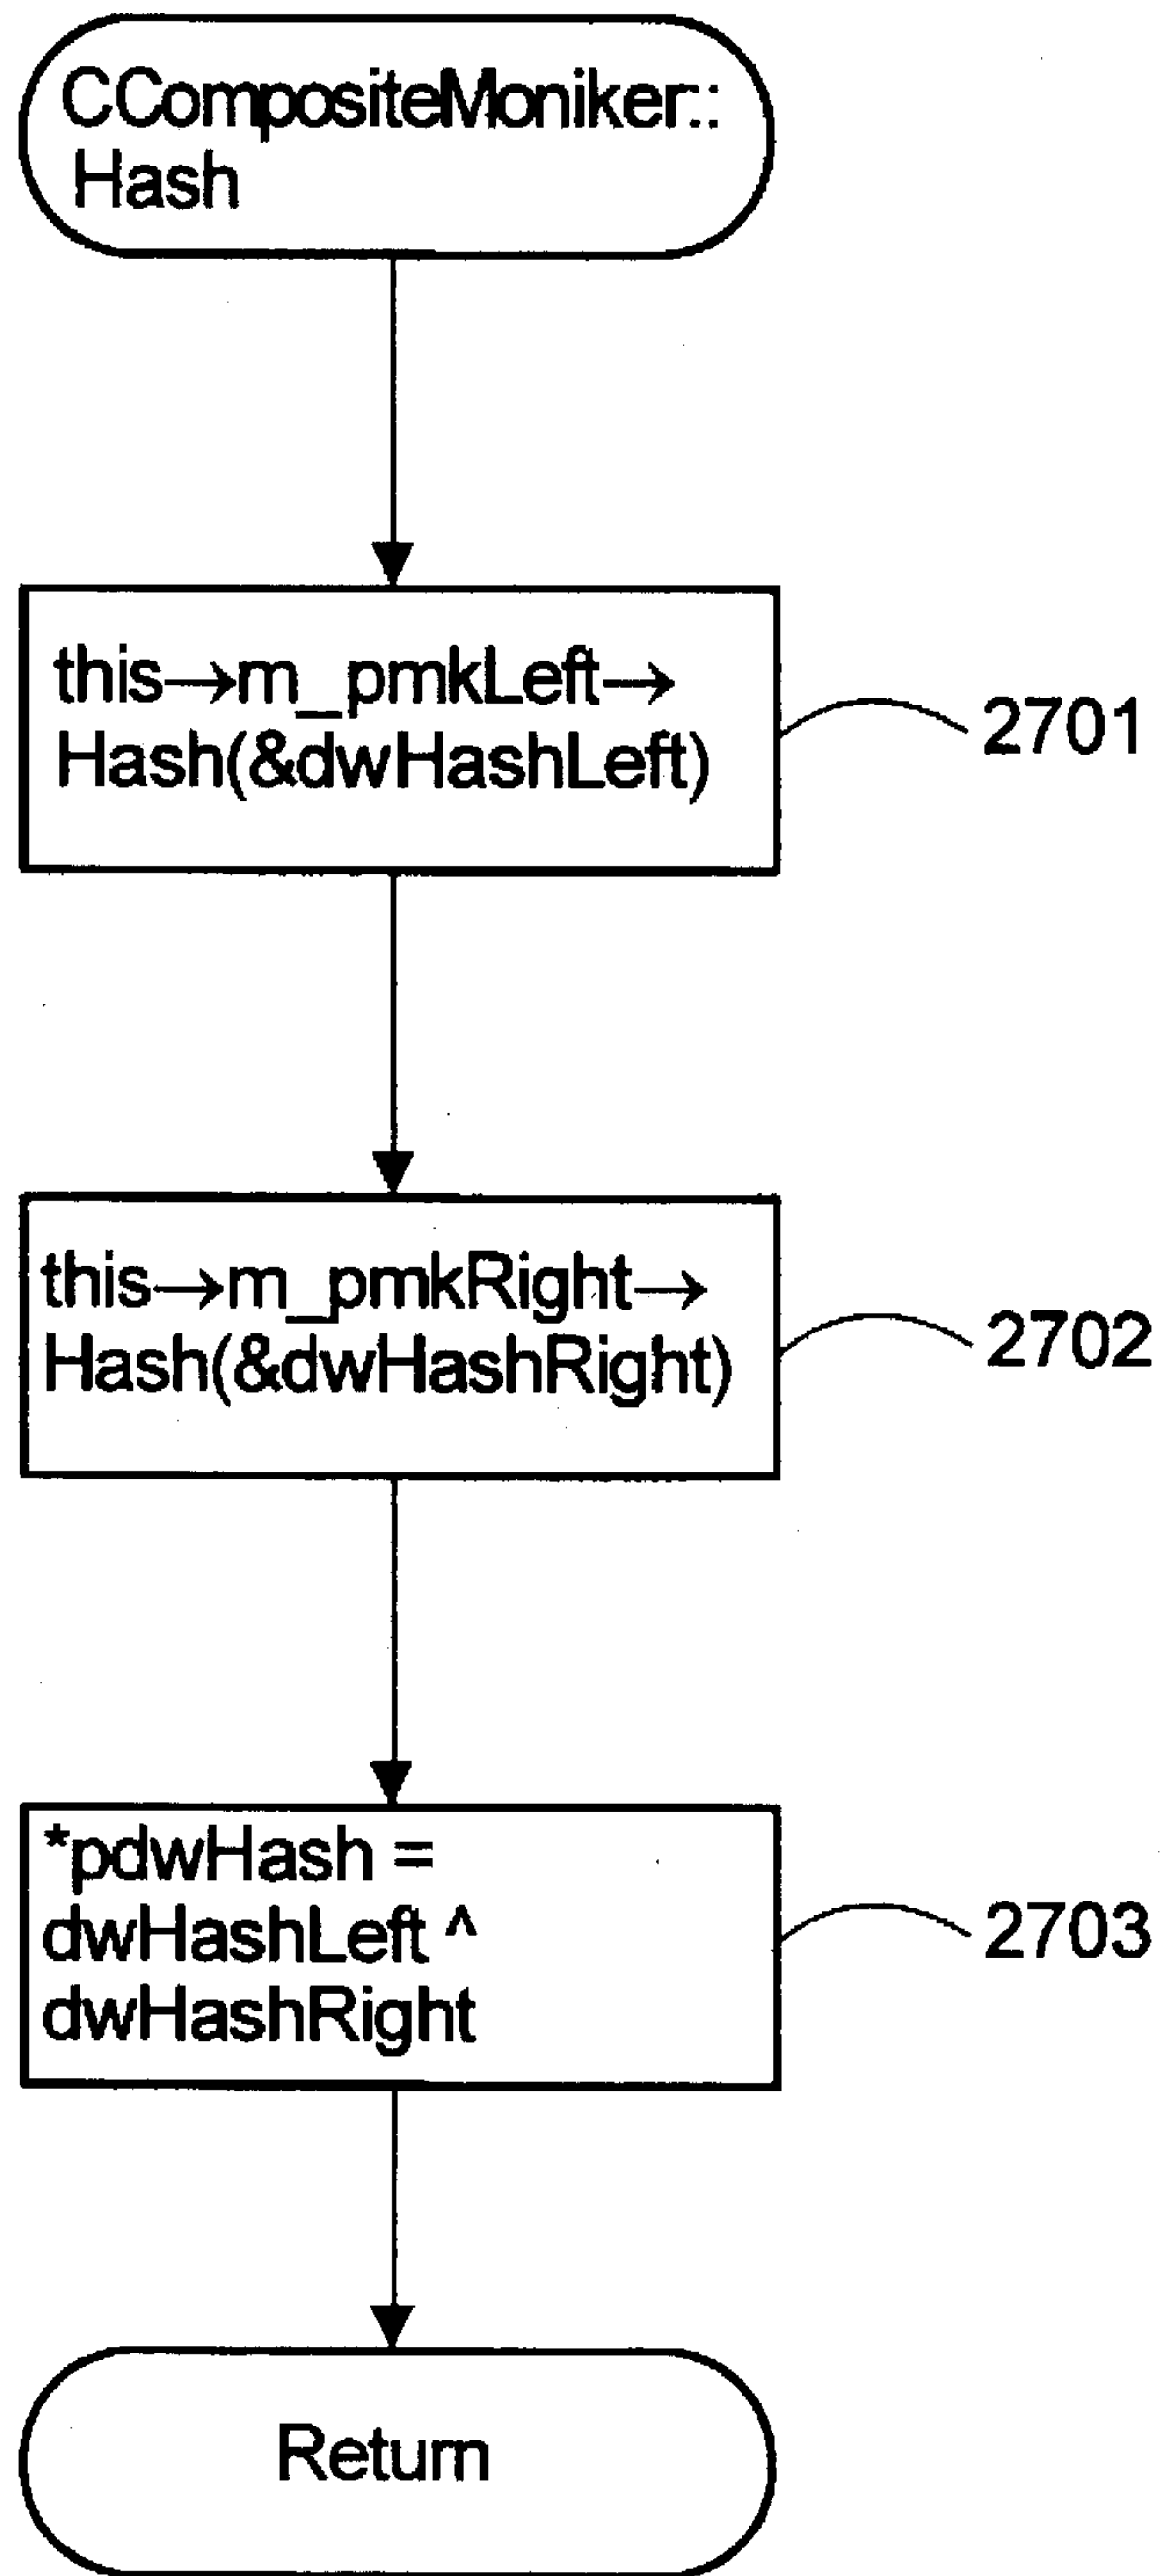 CCompositeMoniker::
Hash
this→m_pmkLeft→
Hash(&dwHashLeft)
2701
this→m_pmkRight→
Hash(&dwHashRight)
2702
*pdwHash =
dwHashLeft ^
dwHashRight
2703
Return